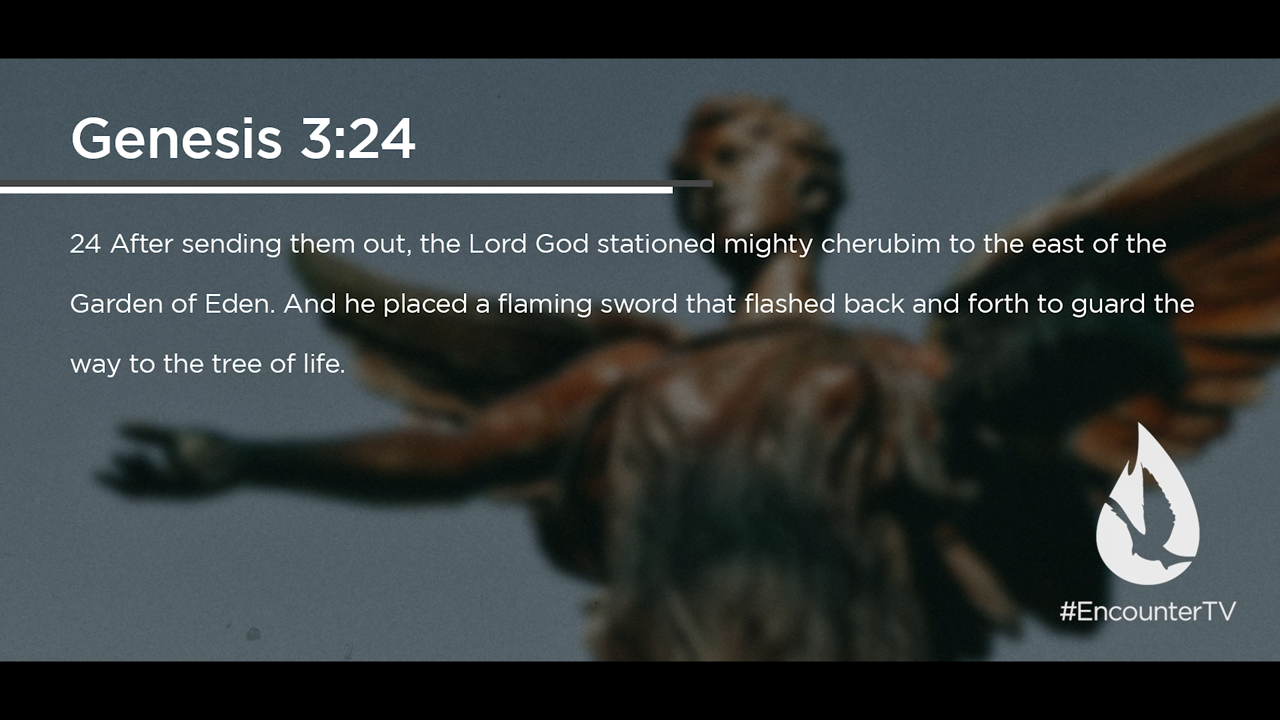 Genesis 3:24
24 After sending them out, the Lord God stationed mighty cherubim to the east of the
Garden of Eden. And he placed a flaming sword that flashed back and forth to guard the
way to the tree of life.
#EncounterTV